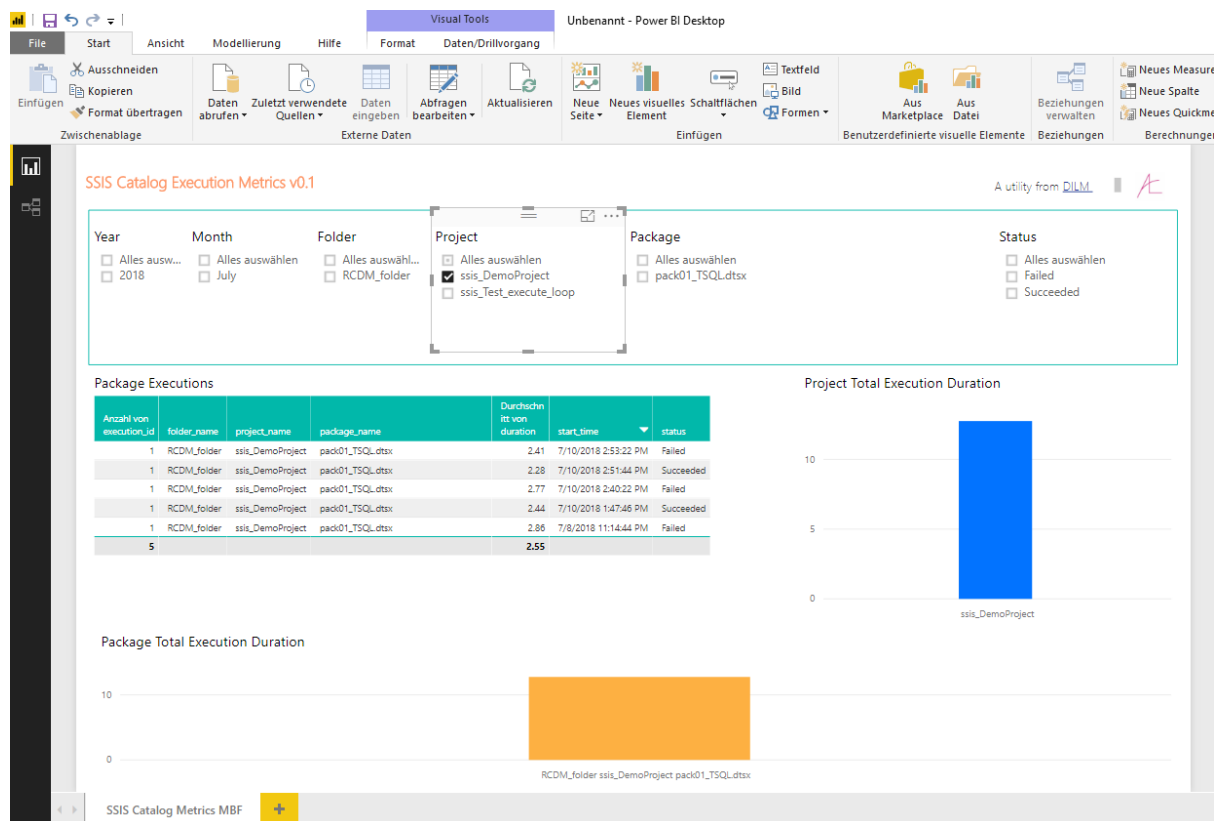 Visual Tools
Unbenannt - Power BI Desktop
File Start Ansicht Modellierung Hilfe Format Daten/Drillvorgang
Einfügen
Ausschneiden
Kopieren
Format übertragen
Zwischenablage
Daten abrufen
Zuletzt verwendete Quellen
Daten eingeben
Abfragen bearbeiten
Aktualisieren
Externe Daten
Neue Seite
Neues visuelles Element
Schaltflächen
Textfeld
Bild
Formen
Einfügen
Aus Marketplace
Aus Datei
Benutzerdefinierte visuelle Elemente
Beziehungen verwalten
Beziehungen
Neues Measure
Neue Spalte
Neues Quickme
Berechnunger
SSIS Catalog Execution Metrics v0.1
A utility from DILM
Year
Alles ausw...
2018
Month
Alles auswählen
July
Folder
Alles auswähl...
RCDM_folder
Project
Alles auswählen
ssis_DemoProject
ssis_Test_execute_loop
Package
Alles auswählen
pack01_TSQL.dtsx
Status
Alles auswählen
Failed
Succeeded
Package Executions
Anzahl von execution_id folder_name project_name package_name Durchschnitt von duration start_time status
1 RCDM_folder ssis_DemoProject pack01_TSQL.dtsx 2.41 7/10/2018 2:53:22 PM Failed
1 RCDM_folder ssis_DemoProject pack01_TSQL.dtsx 2.28 7/10/2018 2:51:44 PM Succeeded
1 RCDM_folder ssis_DemoProject pack01_TSQL.dtsx 2.77 7/10/2018 2:40:22 PM Failed
1 RCDM_folder ssis_DemoProject pack01_TSQL.dtsx 2.44 7/10/2018 1:47:46 PM Succeeded
1 RCDM_folder ssis_DemoProject pack01_TSQL.dtsx 2.86 7/8/2018 11:14:44 PM Failed
5 2.55
Project Total Execution Duration
10
5
0
ssis_DemoProject
Package Total Execution Duration
10
0
RCDM_folder ssis_DemoProject pack01_TSQL.dtsx
SSIS Catalog Metrics MBF